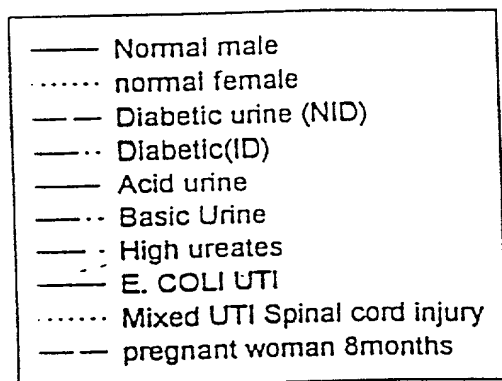 Normal male
normal female
Diabetic urine (NID)
Diabetic(ID)
Acid urine
Basic Urine
High ureates
E. COLI UTI
Mixed UTI Spinal cord injury
pregnant woman 8months